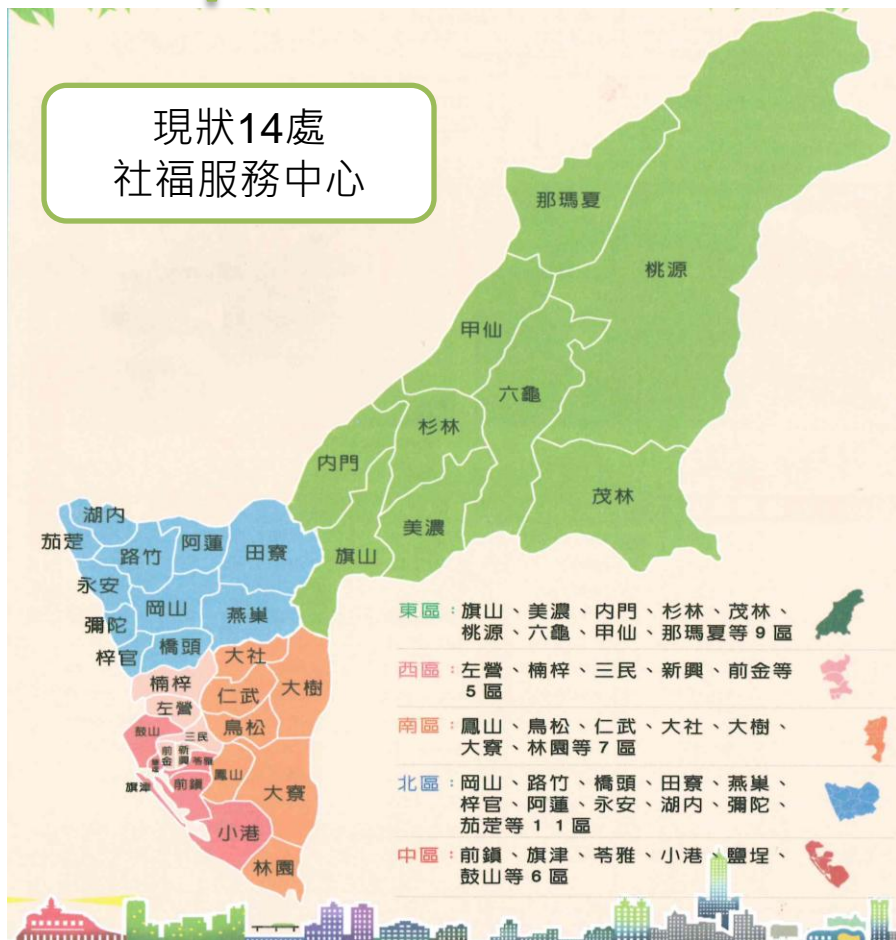 現狀14處
社福服務中心
那瑪夏
桃源
甲仙
六龜
杉林
內門
茂林
美濃
旗山
湖內
茄萣
路竹
阿蓮
田寮
永安
岡山
燕巢
彌陀
橋頭
梓官
大社
楠梓
仁武
大樹
左營
鳥松
鼓山
三民
前金
新興
苓雅
鳳山
旗津
前鎮
大寮
小港
林園
東區：旗山、美濃、內門、杉林、茂林、
桃源、六龜、甲仙、那瑪夏等9區
西區：左營、楠梓、三民、新興、前金等
5區
南區：鳳山、鳥松、仁武、大社、大樹、
大寮、林園等7區
北區：岡山、路竹、橋頭、田寮、燕巢、
梓官、阿蓮、永安、湖內、彌陀、
茄萣等11區
中區：前鎮、旗津、苓雅、小港、鹽埕、
鼓山等6區